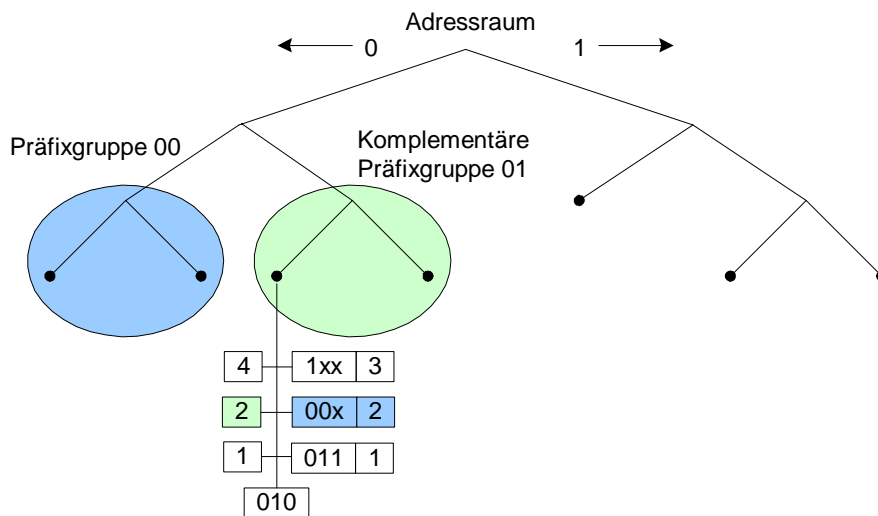 Adressraum
0 1
Präfixgruppe 00
Komplementäre
Präfixgruppe 01
4 1xx 3
2 00x 2
1 011 1
010